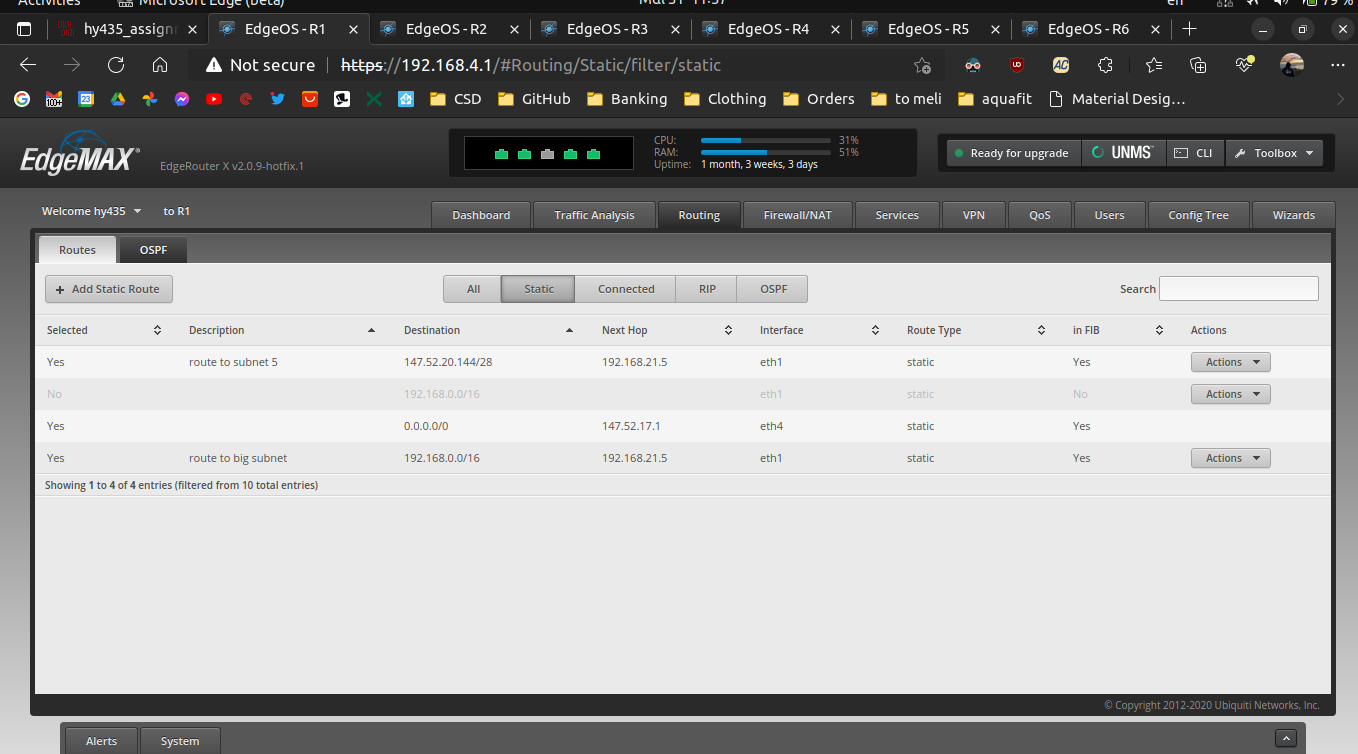 Activities Microsoft Edge (beta) Μαΐ 31 11:37 en 79 %
hy435_assignm EdgeOS - R1 EdgeOS - R2 EdgeOS - R3 EdgeOS - R4 EdgeOS - R5 EdgeOS - R6
Not secure https://192.168.4.1/#Routing/Static/filter/static
CSD GitHub Banking Clothing Orders to meli aquafit Material Desig…
EdgeMAX EdgeRouter X v2.0.9-hotfix.1
CPU: 31%
RAM: 51%
Uptime: 1 month, 3 weeks, 3 days
Ready for upgrade UNMS CLI Toolbox
Welcome hy435 to R1
Dashboard Traffic Analysis Routing Firewall/NAT Services VPN QoS Users Config Tree Wizards
Routes OSPF
+ Add Static Route All Static Connected RIP OSPF Search
Selected Description Destination Next Hop Interface Route Type in FIB Actions
Yes route to subnet 5 147.52.20.144/28 192.168.21.5 eth1 static Yes Actions
No 192.168.0.0/16 eth1 static No Actions
Yes 0.0.0.0/0 147.52.17.1 eth4 static Yes
Yes route to big subnet 192.168.0.0/16 192.168.21.5 eth1 static Yes Actions
Showing 1 to 4 of 4 entries (filtered from 10 total entries)
© Copyright 2012-2020 Ubiquiti Networks, Inc.
Alerts System